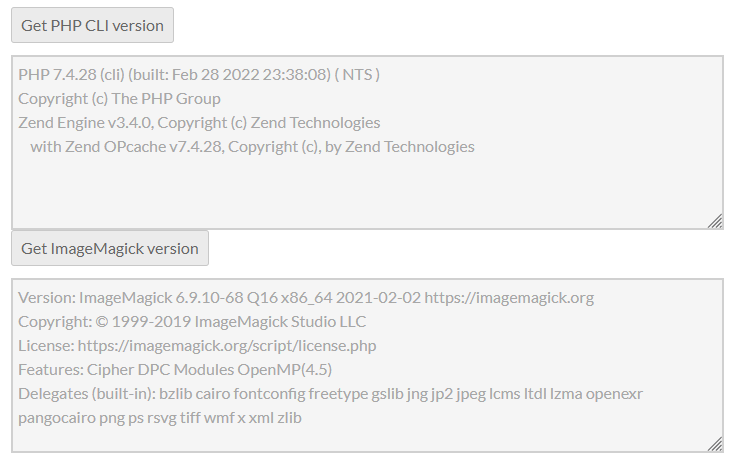 Get PHP CLI version
PHP 7.4.28 (cli) (built: Feb 28 2022 23:38:08) ( NTS )
Copyright (c) The PHP Group
Zend Engine v3.4.0, Copyright (c) Zend Technologies
with Zend OPcache v7.4.28, Copyright (c), by Zend Technologies
Get ImageMagick version
Version: ImageMagick 6.9.10-68 Q16 x86_64 2021-02-02 https://imagemagick.org
Copyright: © 1999-2019 ImageMagick Studio LLC
License: https://imagemagick.org/script/license.php
Features: Cipher DPC Modules OpenMP(4.5)
Delegates (built-in): bzlib cairo fontconfig freetype gslib jng jp2 jpeg lcms ltdl lzma openexr
pangocairo png ps rsvg tiff wmf x xml zlib